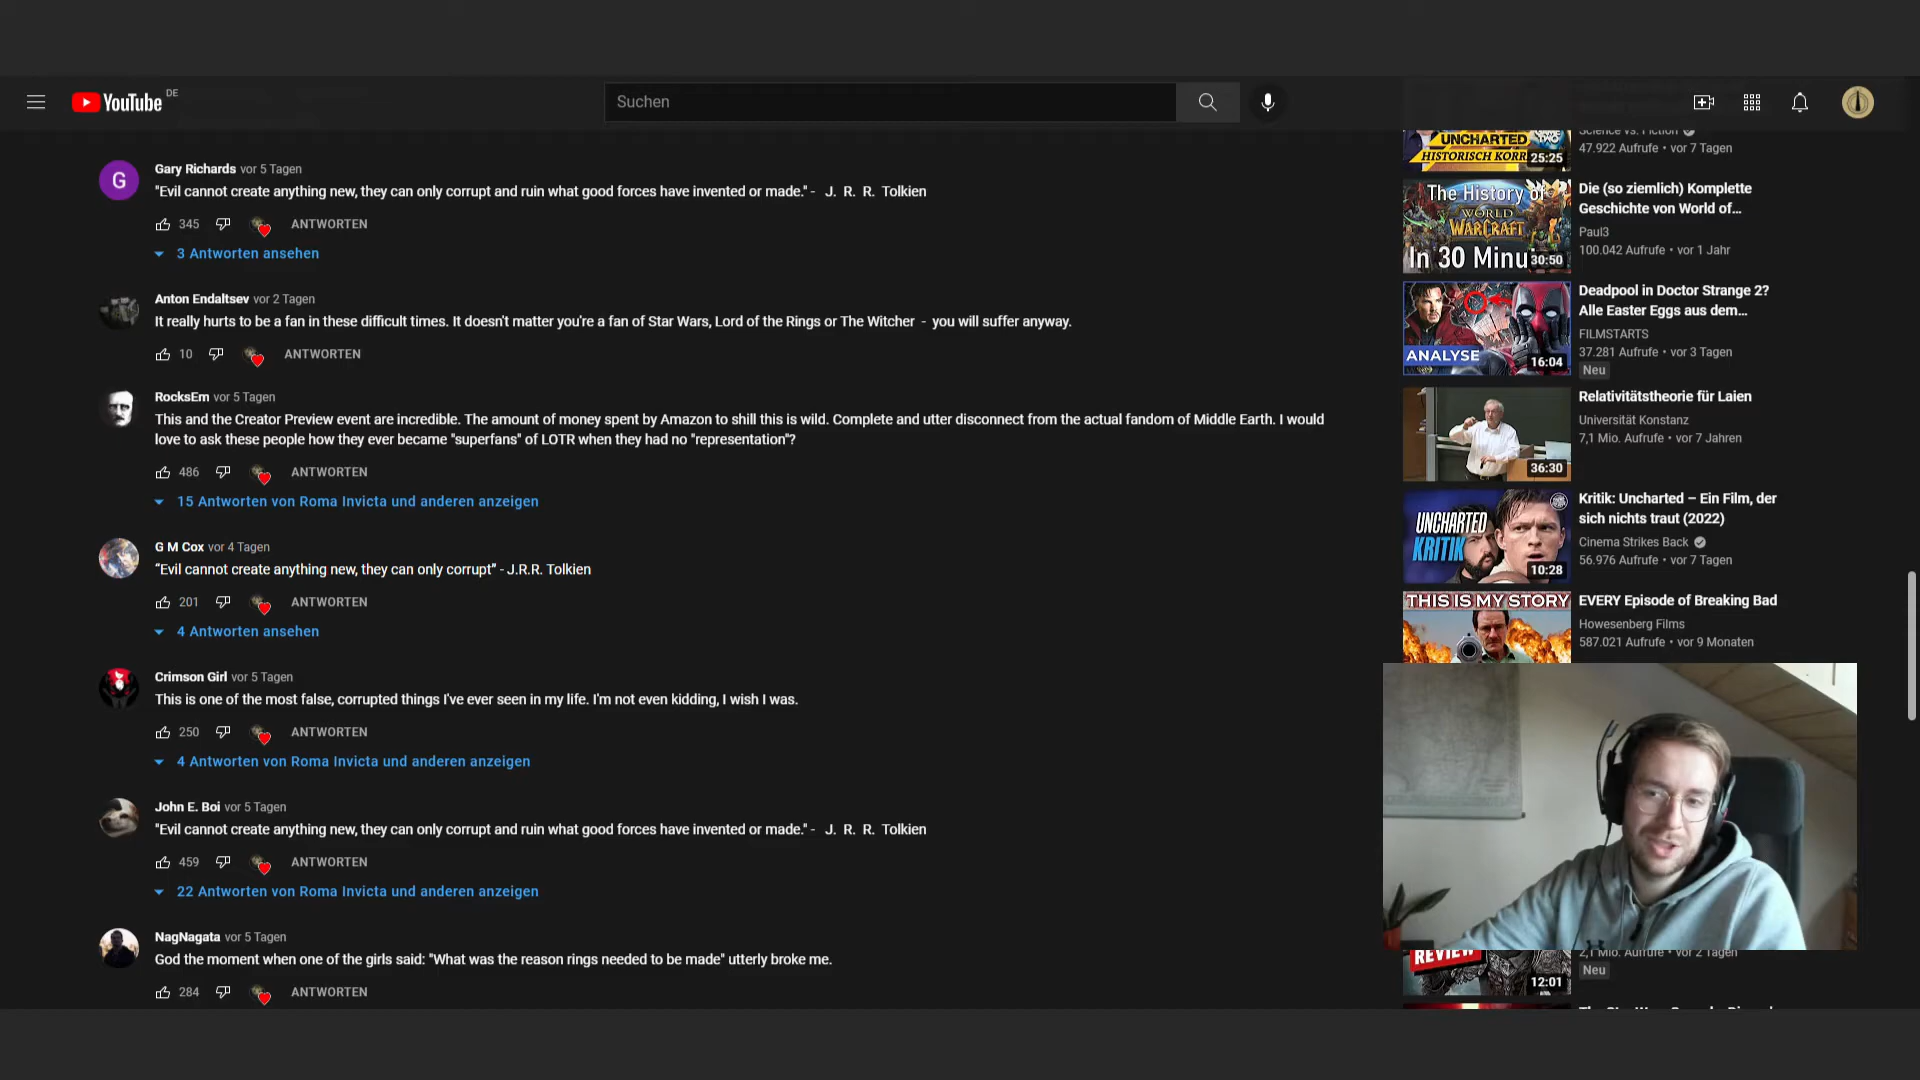 YouTube DE
Suchen
Gary Richards vor 5 Tagen
"Evil cannot create anything new, they can only corrupt and ruin what good forces have invented or made." - J. R. R. Tolkien
345 ANTWORTEN
3 Antworten ansehen
Anton Endaltsev vor 2 Tagen
It really hurts to be a fan in these difficult times. It doesn't matter you're a fan of Star Wars, Lord of the Rings or The Witcher - you will suffer anyway.
10 ANTWORTEN
RocksEm vor 5 Tagen
This and the Creator Preview event are incredible. The amount of money spent by Amazon to shill this is wild. Complete and utter disconnect from the actual fandom of Middle Earth. I would
love to ask these people how they ever became "superfans" of LOTR when they had no "representation"?
486 ANTWORTEN
15 Antworten von Roma Invicta und anderen anzeigen
G M Cox vor 4 Tagen
“Evil cannot create anything new, they can only corrupt” - J.R.R. Tolkien
201 ANTWORTEN
4 Antworten ansehen
Crimson Girl vor 5 Tagen
This is one of the most false, corrupted things I've ever seen in my life. I'm not even kidding, I wish I was.
250 ANTWORTEN
4 Antworten von Roma Invicta und anderen anzeigen
John E. Boi vor 5 Tagen
"Evil cannot create anything new, they can only corrupt and ruin what good forces have invented or made." - J. R. R. Tolkien
459 ANTWORTEN
22 Antworten von Roma Invicta und anderen anzeigen
NagNagata vor 5 Tagen
God the moment when one of the girls said: "What was the reason rings needed to be made" utterly broke me.
284 ANTWORTEN
UNCHARTED
HISTORISCH KORR
25:25
Science vs. Fiction
47.922 Aufrufe • vor 7 Tagen
The History of
WORLD
WARCRAFT
In 30 Minu
30:50
Die (so ziemlich) Komplette
Geschichte von World of...
Paul3
100.042 Aufrufe • vor 1 Jahr
ANALYSE
16:04
Deadpool in Doctor Strange 2?
Alle Easter Eggs aus dem...
FILMSTARTS
37.281 Aufrufe • vor 3 Tagen
Neu
36:30
Relativitätstheorie für Laien
Universität Konstanz
7,1 Mio. Aufrufe • vor 7 Jahren
UNCHARTED
KRITIK
10:28
Kritik: Uncharted – Ein Film, der
sich nichts traut (2022)
Cinema Strikes Back
56.976 Aufrufe • vor 7 Tagen
THIS IS MY STORY
EVERY Episode of Breaking Bad
Howesenberg Films
587.021 Aufrufe • vor 9 Monaten
REVIEW
12:01
2,1 Mio. Aufrufe • vor 2 Tagen
Neu